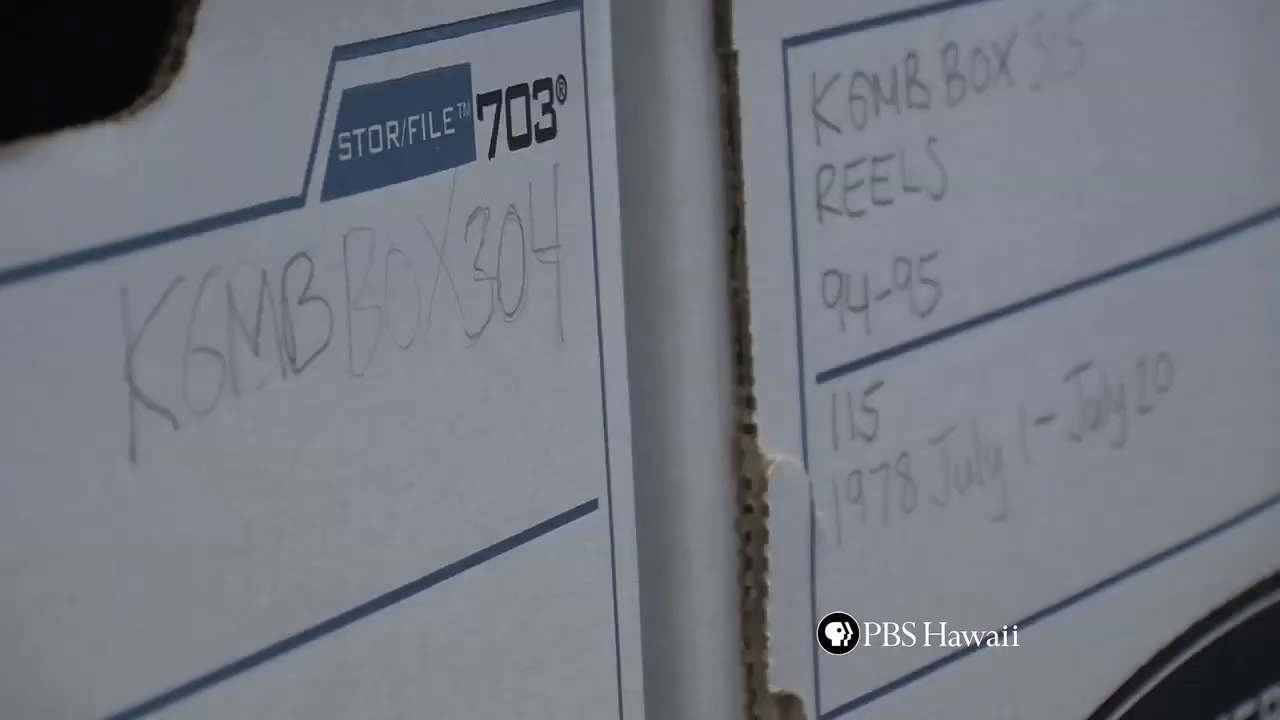 STOR/FILE™ 703®
KGMB BOX 304
KGMB BOX
REELS
94-95
115
1978 July 1-July 20
PBS Hawaii